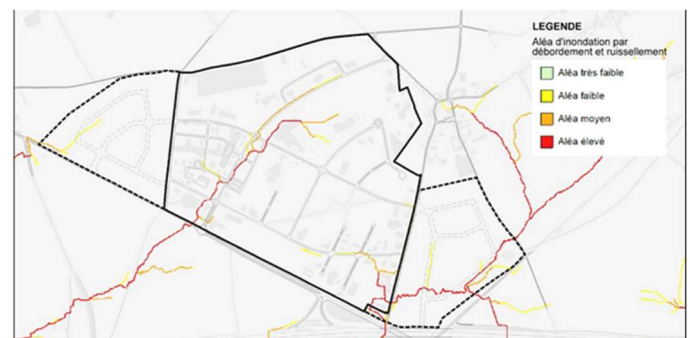 LEGENDE
Aléa d'inondation par
débordement et ruissellement
Aléa très faible
Aléa faible
Aléa moyen
Aléa élevé